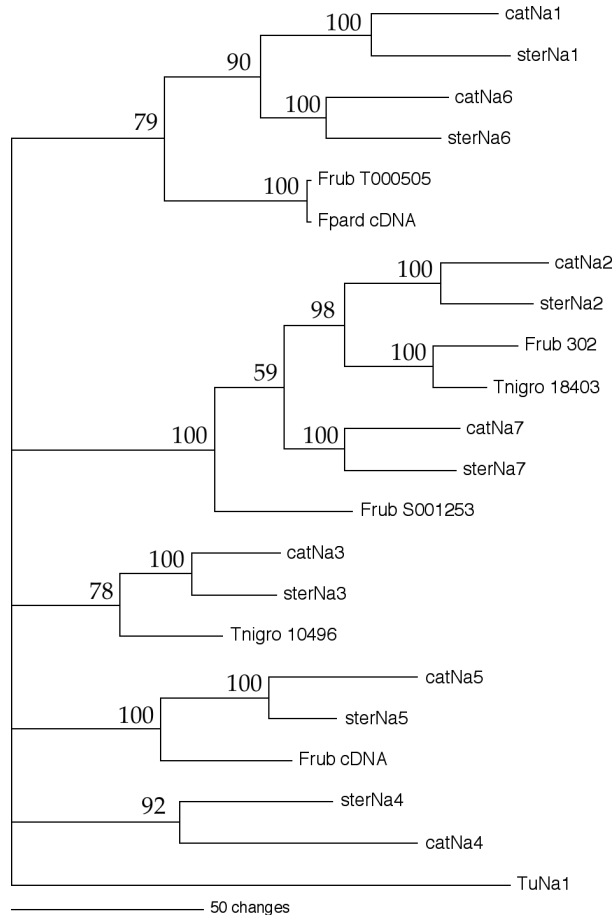 catNa1
100
sterNa1
90
catNa6
100
sterNa6
79
Frub T000505
100
Fpard cDNA
catNa2
100
sterNa2
98
Frub 302
100
Tnigro 18403
59
catNa7
100
sterNa7
100
Frub S001253
catNa3
100
sterNa3
78
Tnigro 10496
catNa5
100
sterNa5
100
Frub cDNA
sterNa4
92
catNa4
TuNa1
50 changes